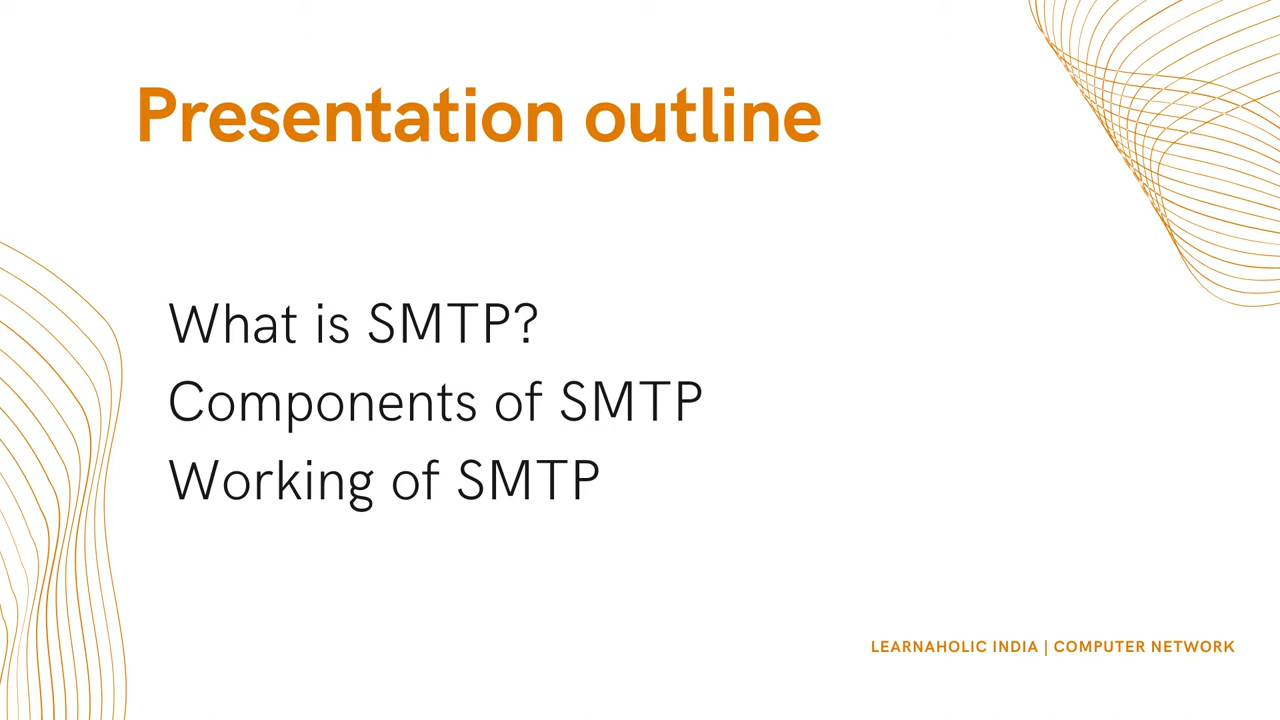 Presentation outline
What is SMTP?
Components of SMTP
Working of SMTP
LEARNAHOLIC INDIA | COMPUTER NETWORK